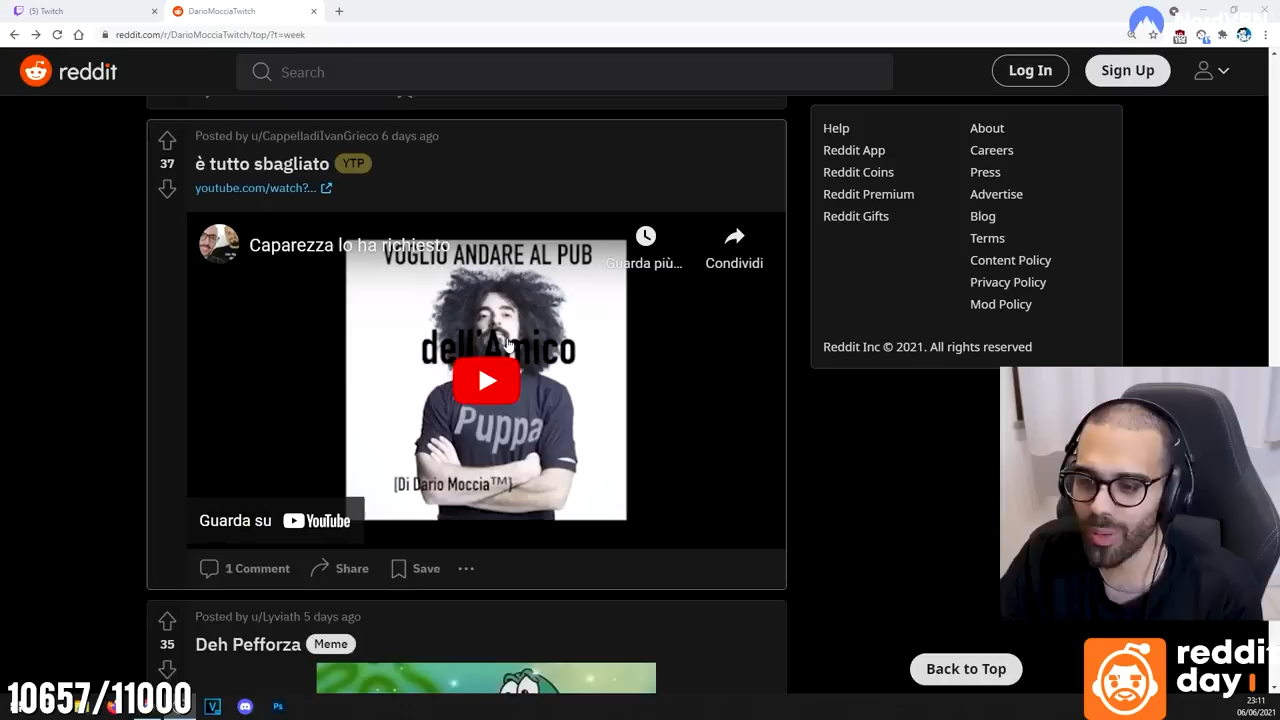 (5) Twitch
DarioMocciaTwitch
reddit.com/r/DarioMocciaTwitch/top/?t=week
reddit
Search
Log In
Sign Up
Posted by u/CappelladiIvanGrieco 6 days ago
37
è tutto sbagliato YTP
youtube.com/watch?...
Caparezza lo ha richiesto
Guarda più...
Condividi
VOGLIO ANDARE AL PUB
dell'Amico
Puppa
(Di Dario Moccia™)
Guarda su YouTube
1 Comment Share Save
Posted by u/Lyviath 5 days ago
35
Deh Pefforza Meme
Help
About
Reddit App
Careers
Reddit Coins
Press
Reddit Premium
Advertise
Reddit Gifts
Blog
Terms
Content Policy
Privacy Policy
Mod Policy
Reddit Inc © 2021. All rights reserved
Back to Top
reddit
day
10657/11000
Ps
23:11
06/06/2021